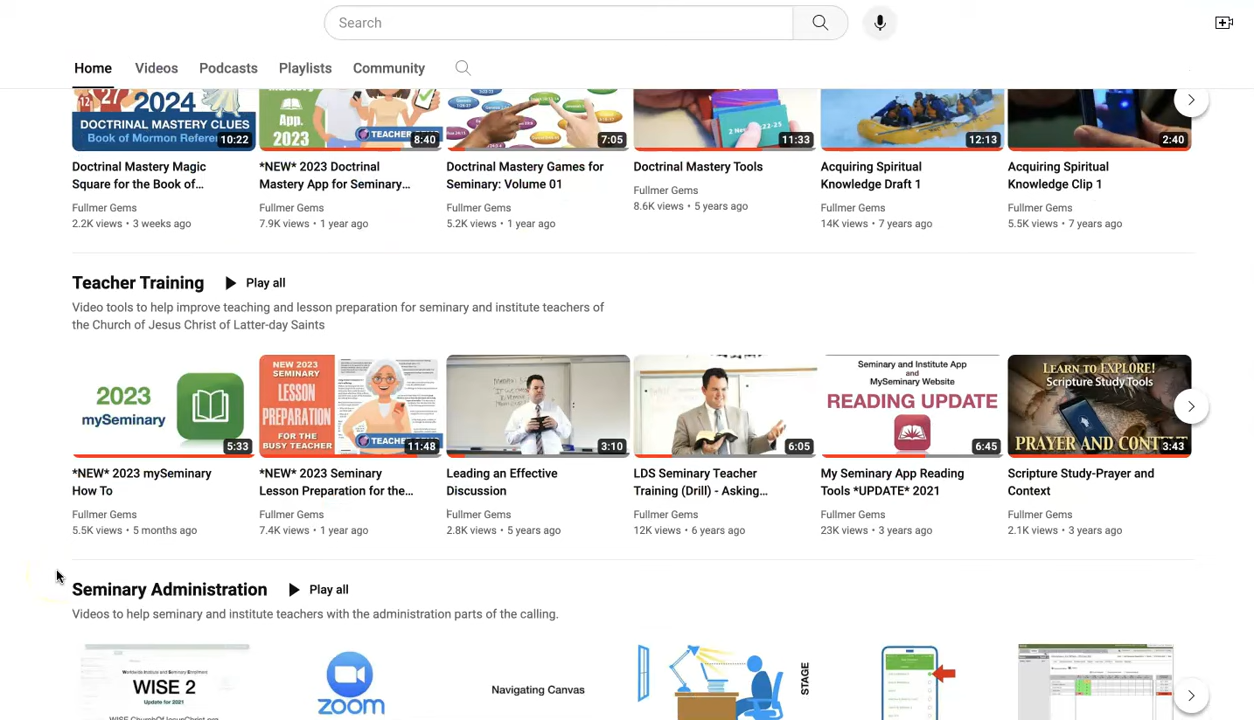 Search
Home Videos Podcasts Playlists Community
12 27 2024
DOCTRINAL MASTERY CLUES
Book of Mormon
10:22
Mastery
App.
2023
TEACHER
8:40
7:05
11:33
12:13
2:40
Doctrinal Mastery Magic
Square for the Book of...
Fullmer Gems
2.2K views • 3 weeks ago
*NEW* 2023 Doctrinal
Mastery App for Seminary...
Fullmer Gems
7.9K views • 1 year ago
Doctrinal Mastery Games for
Seminary: Volume 01
Fullmer Gems
5.2K views • 1 year ago
Doctrinal Mastery Tools
Fullmer Gems
8.6K views • 5 years ago
Acquiring Spiritual
Knowledge Draft 1
Fullmer Gems
14K views • 7 years ago
Acquiring Spiritual
Knowledge Clip 1
Fullmer Gems
5.5K views • 7 years ago
Teacher Training Play all
Video tools to help improve teaching and lesson preparation for seminary and institute teachers of
the Church of Jesus Christ of Latter-day Saints
2023
mySeminary
5:33
NEW 2023
SEMINARY
LESSON
PREPARATION
FOR THE
BUSY TEACHER
TEACHER
11:48
3:10
6:05
Seminary and Institute App
and
MySeminary Website
READING UPDATE
6:45
LEARN TO EXPLORE!
Scripture Study Tools
PRAYER AND
3:43
*NEW* 2023 mySeminary
How To
Fullmer Gems
5.5K views • 5 months ago
*NEW* 2023 Seminary
Lesson Preparation for the...
Fullmer Gems
7.4K views • 1 year ago
Leading an Effective
Discussion
Fullmer Gems
2.8K views • 5 years ago
LDS Seminary Teacher
Training (Drill) - Asking...
Fullmer Gems
12K views • 6 years ago
My Seminary App Reading
Tools *UPDATE* 2021
Fullmer Gems
23K views • 3 years ago
Scripture Study-Prayer and
Context
Fullmer Gems
2.1K views • 3 years ago
Seminary Administration Play all
Videos to help seminary and institute teachers with the administration parts of the calling.
Worldwide Institute and Seminary Enrollment
WISE 2
Update for 2021
WISE.ChurchOfJesusChrist.org
zoom
Navigating Canvas
STAGE